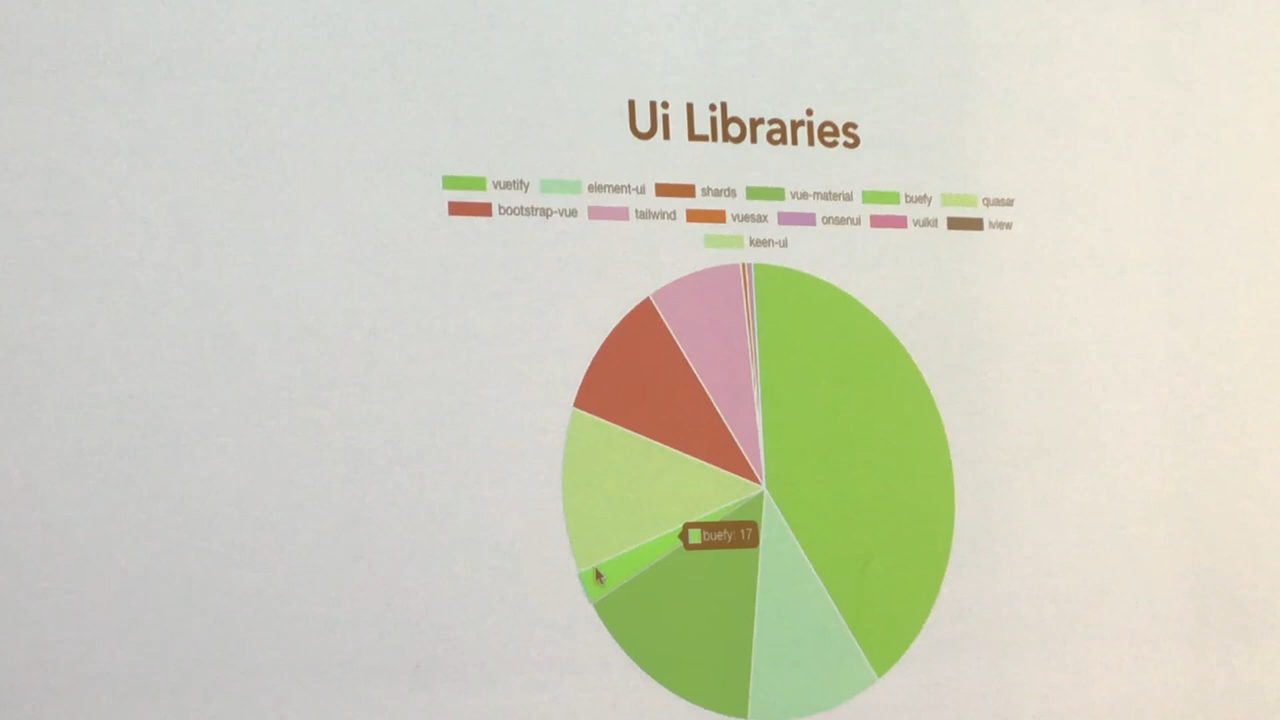 Ui Libraries
vuetify element-ui shards vue-material buefy quasar
bootstrap-vue tailwind vuesax onsenui vuikit iview
keen-ui
buefy: 17